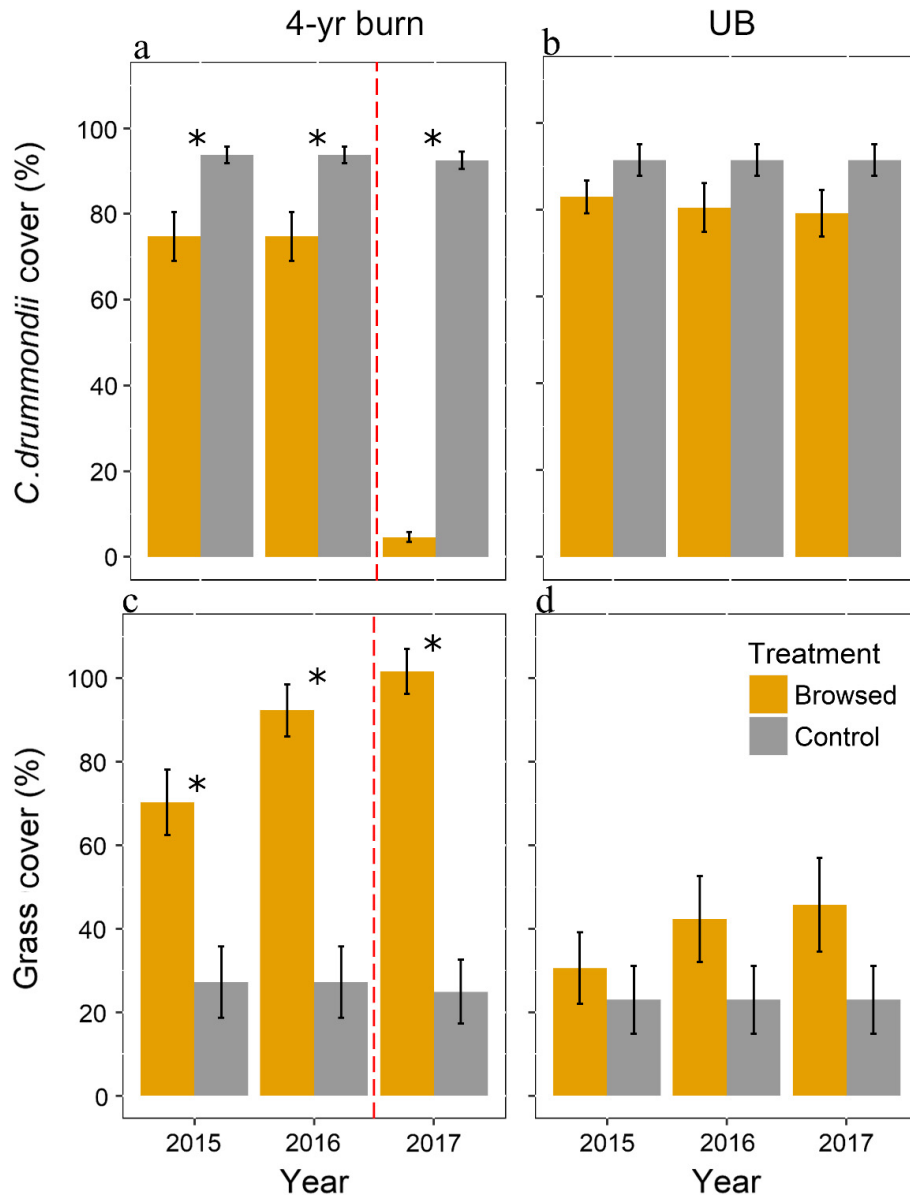 4-yr burn
UB
a
b
C.drummondii cover (%)
100
80
60
40
20
0
*
*
*
c
d
Grass cover (%)
100
80
60
40
20
0
*
*
*
Treatment
Browsed
Control
2015
2016
2017
2015
2016
2017
Year
Year